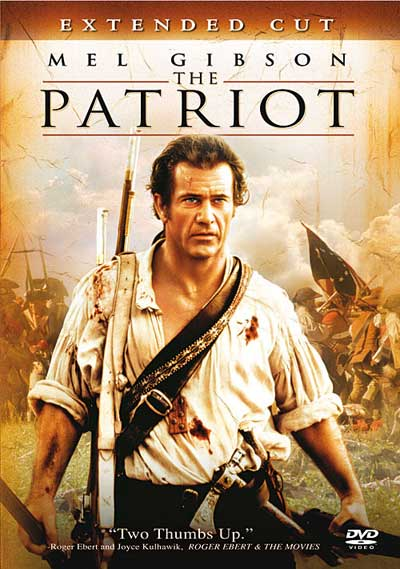 EXTENDED CUT
MEL GIBSON
THE
PATRIOT
“Two Thumbs Up.”
Roger Ebert and Joyce Kulhawik, ROGER EBERT & THE MOVIES
DVD
VIDEO